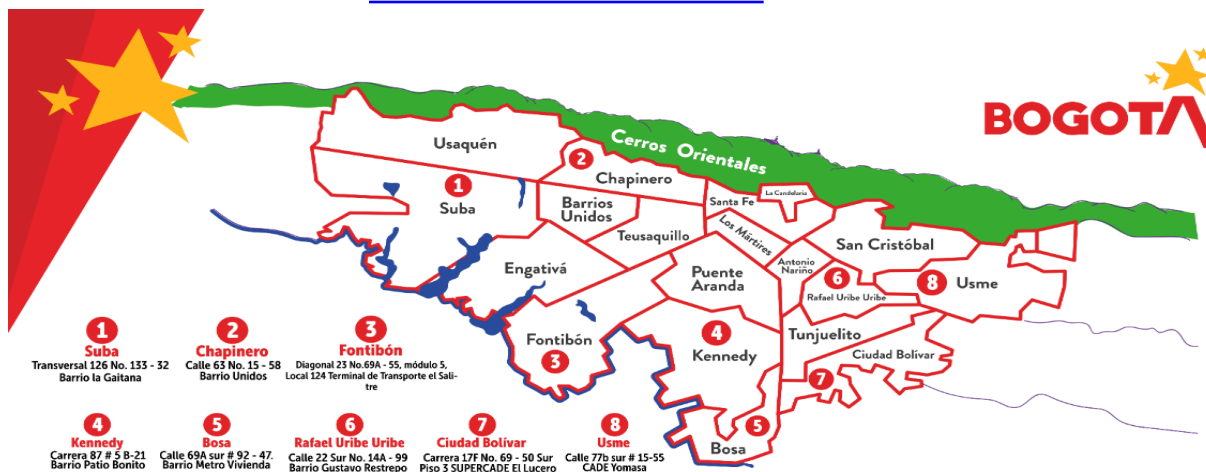 BOGOTÁ
Cerros Orientales
Usaquén
2
Chapinero
La Candelaria
1
Suba
Barrios
Unidos
Santa Fe
Los Mártires
San Cristóbal
Teusaquillo
Engativá
Puente
Aranda
Antonio
Nariño
6
Rafael Uribe Uribe
8
Usme
Fontibón
3
4
Kennedy
Tunjuelito
Ciudad Bolivar
7
5
Bosa
1
Suba
Transversal 126 No. 133 - 32
Barrio la Gaitana
2
Chapinero
Calle 63 No. 15 - 58
Barrio Unidos
3
Fontibón
Diagonal 23 No.69A - 55, módulo 5,
Local 124 Terminal de Transporte el Sali-
tre
4
Kennedy
Carrera 87 # 5 B-21
Barrio Patio Bonito
5
Bosa
Calle 69A sur # 92 - 47.
Barrio Metro Vivienda
6
Rafael Uribe Uribe
Calle 22 Sur No. 14A - 99
Barrio Gustavo Restrepo
7
Ciudad Bolívar
Carrera 17F No. 69 - 50 Sur
Piso 3 SUPERCADE El Lucero
8
Usme
Calle 77b sur # 15-55
CADE Yomasa